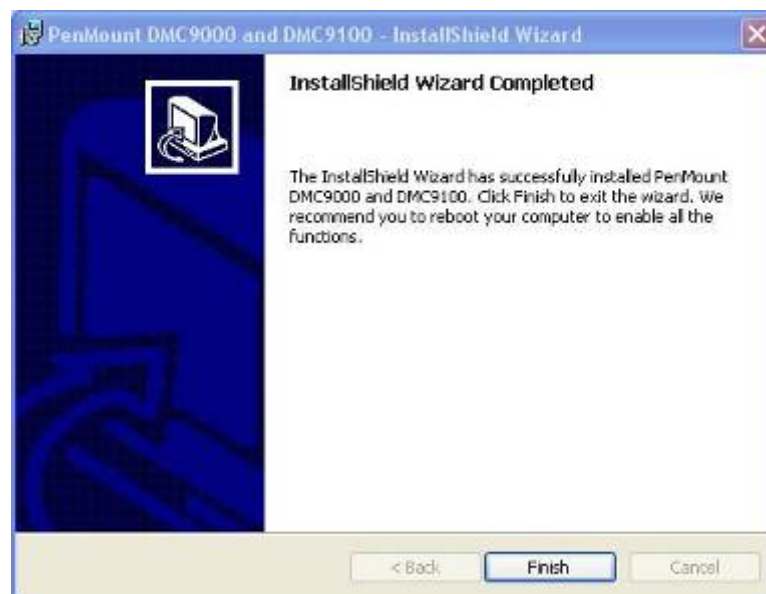 PenMount DMC9000 and DMC9100 - InstallShield Wizard
InstallShield Wizard Completed
The InstallShield Wizard has successfully installed PenMount
DMC9000 and DMC9100. Click Finish to exit the wizard. We
recommend you to reboot your computer to enable all the
functions.
< Back Finish Cancel